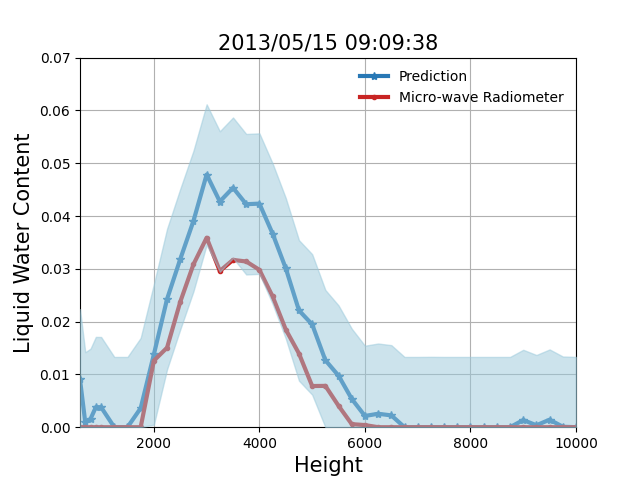 2013/05/15 09:09:38
Prediction
Micro-wave Radiometer
Liquid Water Content
0.07
0.06
0.05
0.04
0.03
0.02
0.01
0.00
2000 4000 6000 8000 10000
Height